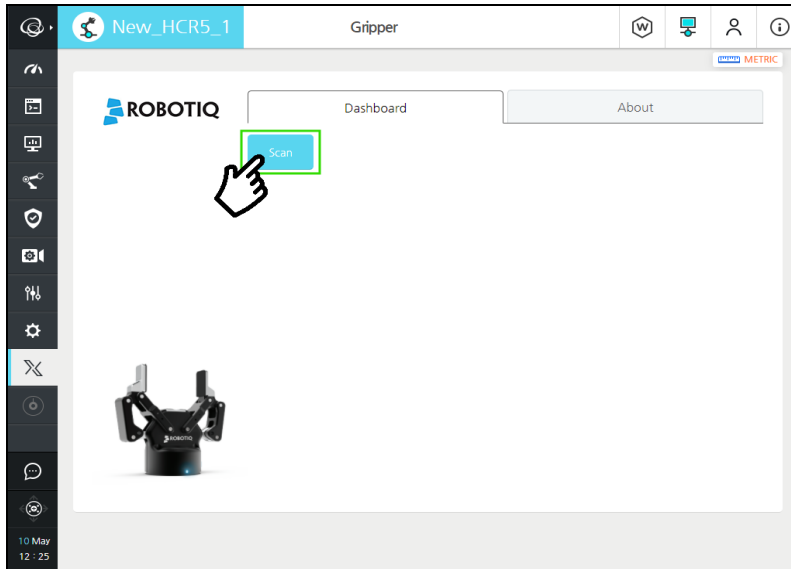 New_HCR5_1
Gripper
W
METRIC
ROBOTIQ
Dashboard
About
Scan
ROBOTIQ
10 May
12 : 25